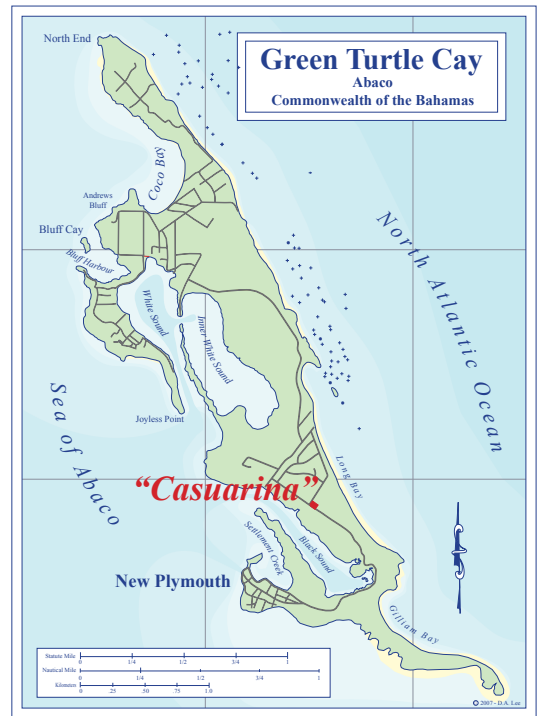 Green Turtle Cay
Abaco
Commonwealth of the Bahamas
North End
Coco Bay
Andrews
Bluff
Bluff Cay
Bluff Harbour
White Sound
Inner White Sound
North Atlantic Ocean
Joyless Point
Sea of Abaco
Long Bay
“Casuarina”
Settlement Creek
Black Sound
New Plymouth
Gilliam Bay
Statute Mile
0 1/4 1/2 3/4 1
Nautical Mile
0 1/4 1/2 3/4 1
Kilometers
0 .25 .50 .75 1.0
© 2007 - D.A. Lee